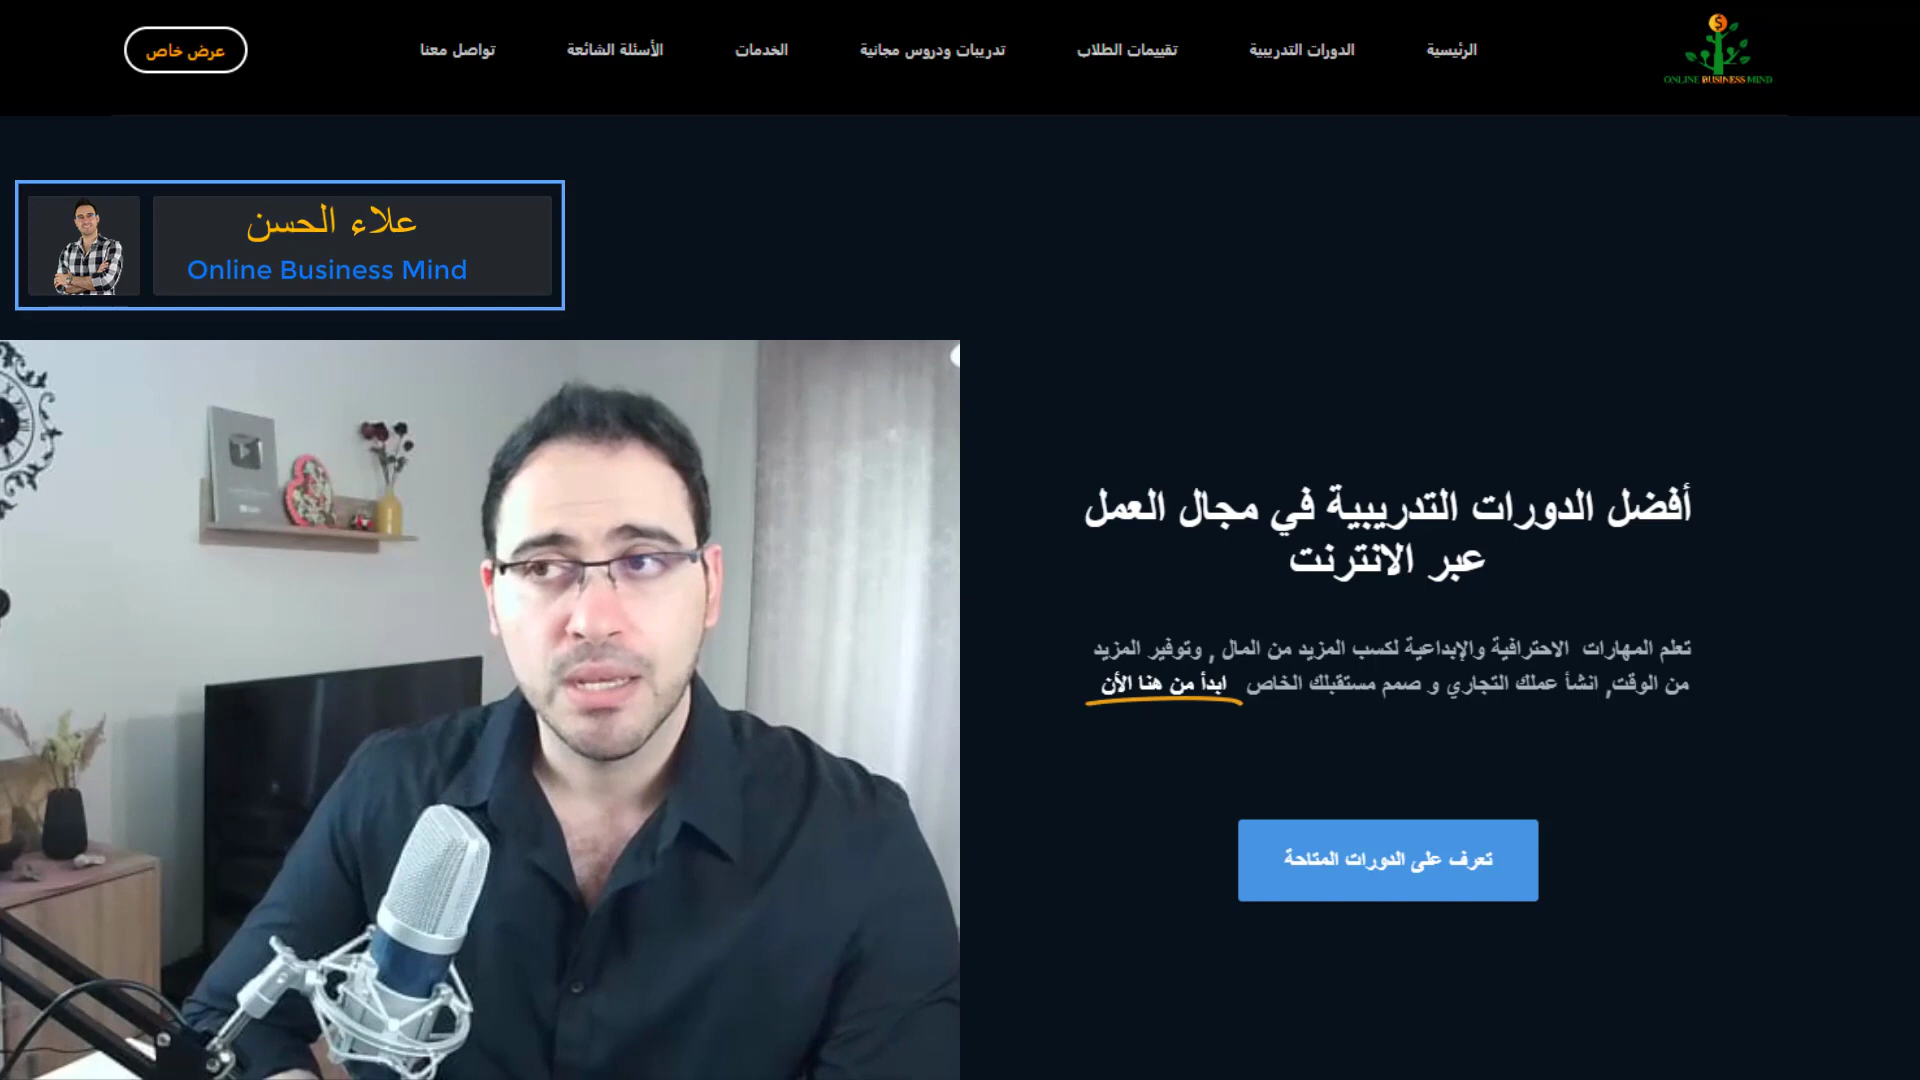 الرئيسية
الدورات التدريبية
تقييمات الطلاب
تدريبات ودروس مجانية
الخدمات
الأسئلة الشائعة
تواصل معنا
عرض خاص
ONLINE BUSINESS MIND
علاء الحسن
Online Business Mind
أفضل الدورات التدريبية في مجال العمل
عبر الانترنت
تعلم المهارات الاحترافية والإبداعية لكسب المزيد من المال , وتوفير المزيد
من الوقت, انشأ عملك التجاري و صمم مستقبلك الخاص ابدأ من هنا الأن
تعرف على الدورات المتاحة